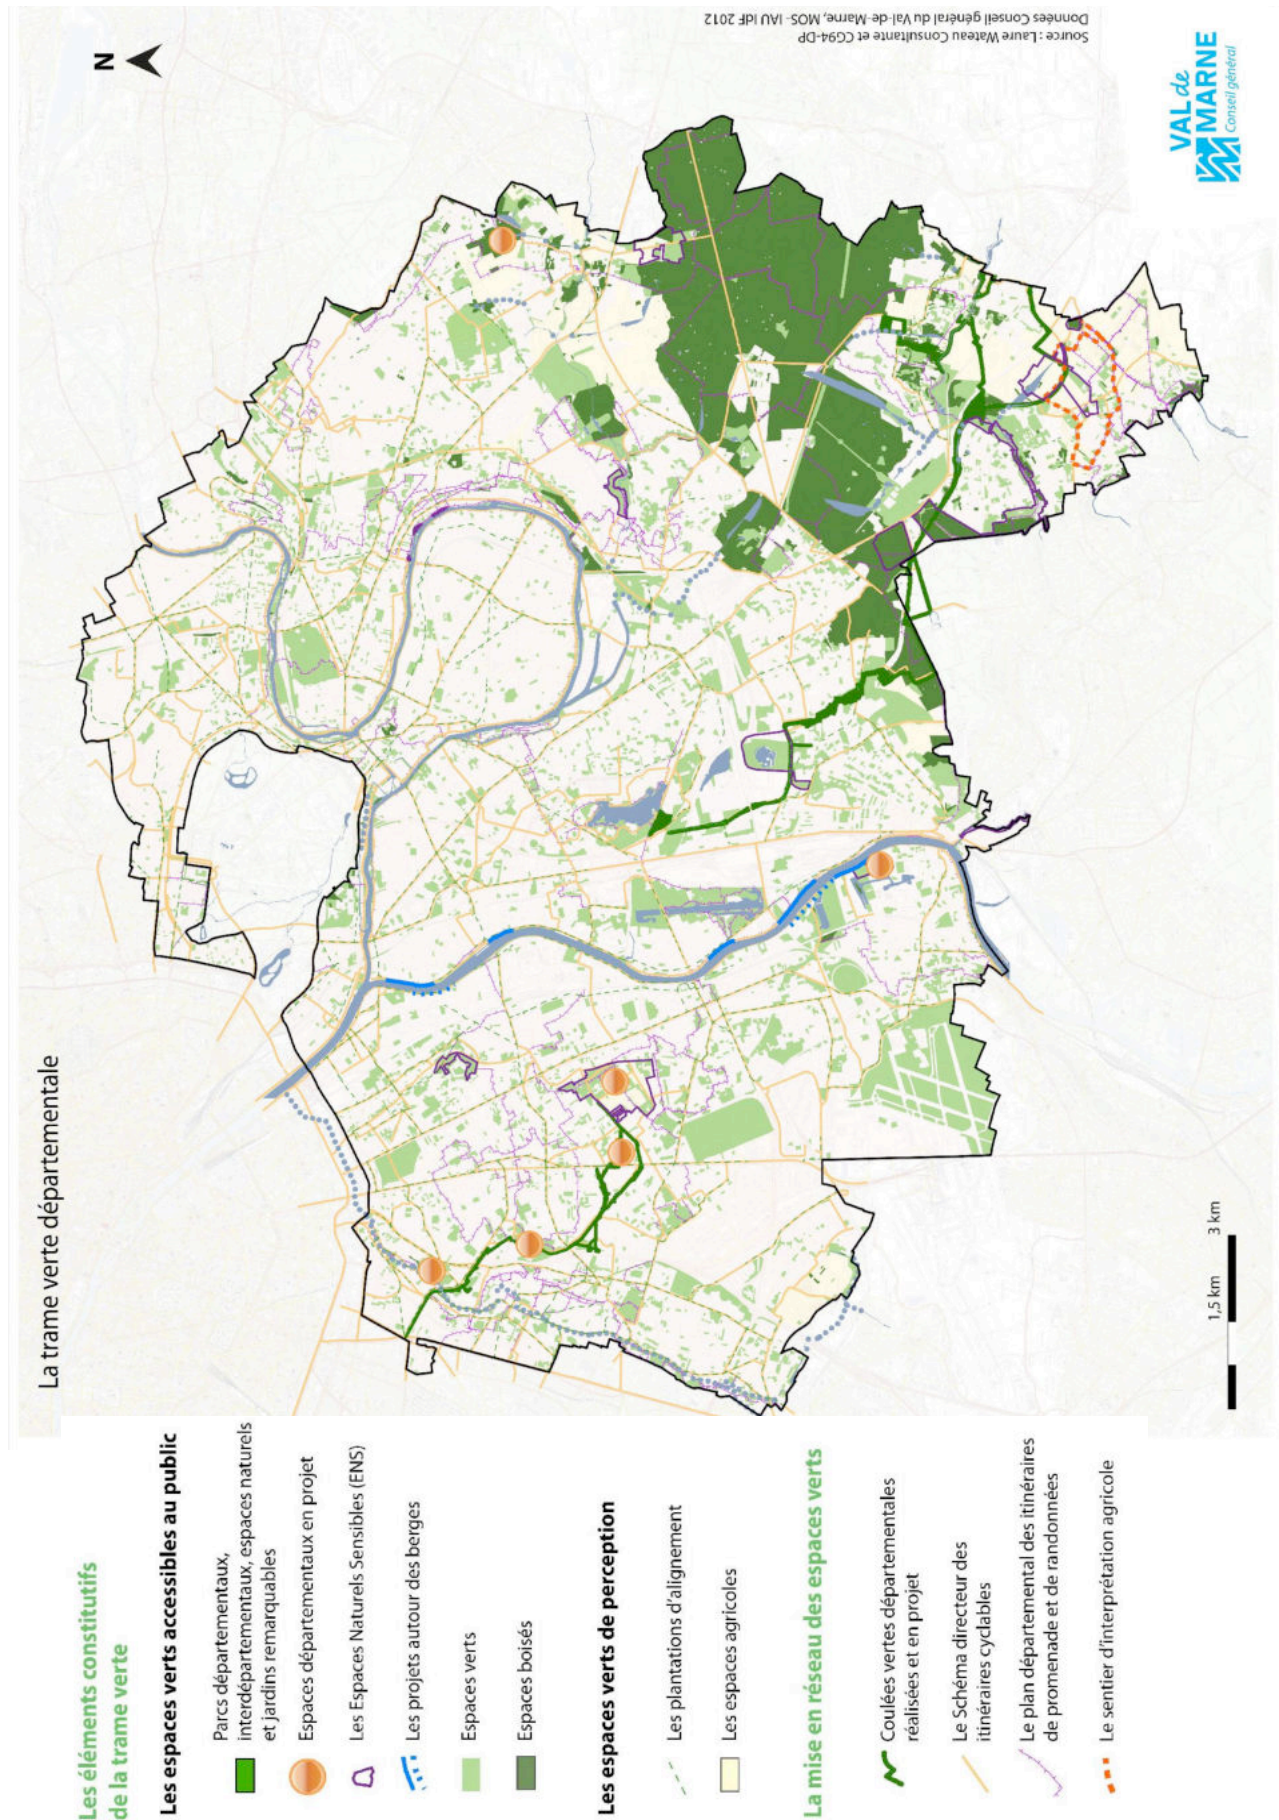 La trame verte départementale
N
Source : Laure Wateau Consultante et CG94-DP
Données Conseil général du Val-de-Marne, MOS- IAU IdF 2012
VAL de
MARNE
Conseil général
1,5 km
3 km
Les éléments constitutifs
de la trame verte
Les espaces verts accessibles au public
Parcs départementaux,
interdépartementaux, espaces naturels
et jardins remarquables
Espaces départementaux en projet
Les Espaces Naturels Sensibles (ENS)
Les projets autour des berges
Espaces verts
Espaces boisés
Les espaces verts de perception
Les plantations d'alignement
Les espaces agricoles
La mise en réseau des espaces verts
Coulées vertes départementales
réalisées et en projet
Le Schéma directeur des
itinéraires cyclables
Le plan départemental des itinéraires
de promenade et de randonnées
Le sentier d'interprétation agricole